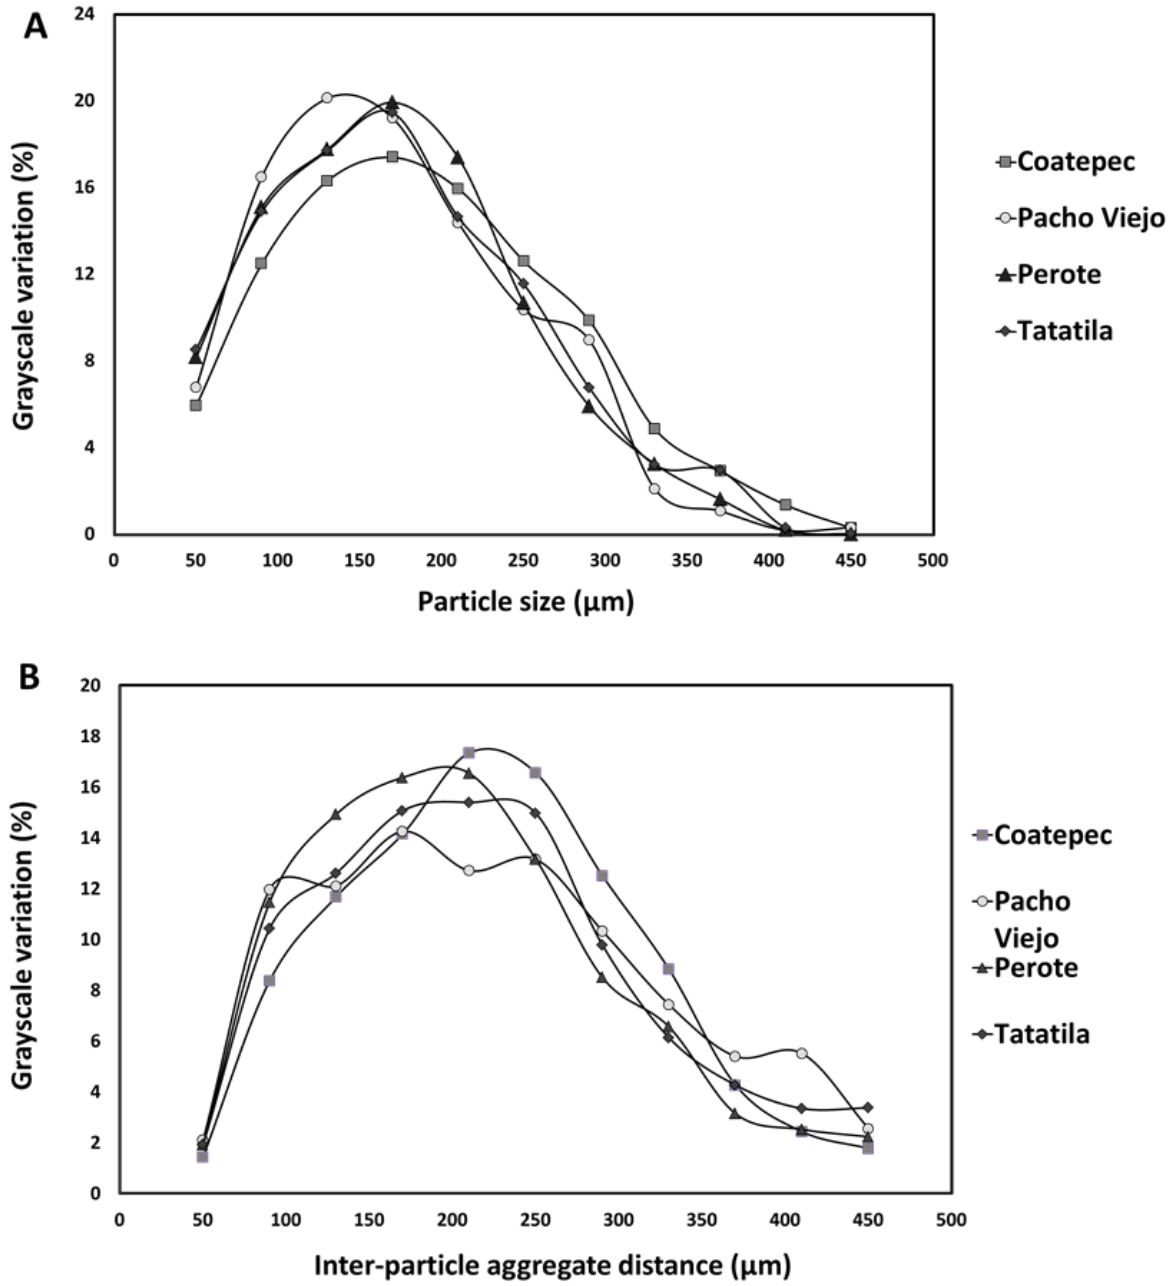 A
24
20
16
12
8
4
0
Grayscale variation (%)
0 50 100 150 200 250 300 350 400 450 500
Particle size (µm)
Coatepec
Pacho Viejo
Perote
Tatatila
B
20
18
16
14
12
10
8
6
4
2
0
Grayscale variation (%)
0 50 100 150 200 250 300 350 400 450 500
Inter-particle aggregate distance (µm)
Coatepec
Pacho
Viejo
Perote
Tatatila